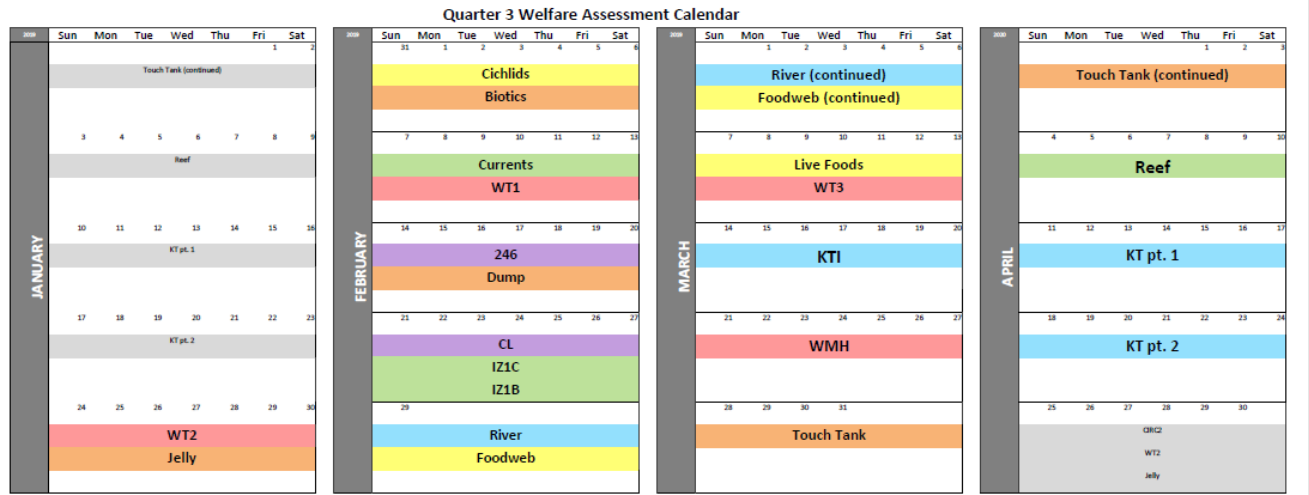 Quarter 3 Welfare Assessment Calendar
2019 Sun Mon Tue Wed Thu Fri Sat
1 2
Touch Tank (continued)
3 4 5 6 7 8 9
Reef
10 11 12 13 14 15 16
KT pt. 1
17 18 19 20 21 22 23
KT pt. 2
24 25 26 27 28 29 30
WT2
Jelly
JANUARY
2019 Sun Mon Tue Wed Thu Fri Sat
31 1 2 3 4 5 6
Cichlids
Biotics
7 8 9 10 11 12 13
Currents
WT1
14 15 16 17 18 19 20
246
Dump
21 22 23 24 25 26 27
CL
IZ1C
IZ1B
29
River
Foodweb
FEBRUARY
2019 Sun Mon Tue Wed Thu Fri Sat
1 2 3 4 5 6
River (continued)
Foodweb (continued)
7 8 9 10 11 12 13
Live Foods
WT3
14 15 16 17 18 19 20
KTI
21 22 23 24 25 26 27
WMH
28 29 30 31
Touch Tank
MARCH
2020 Sun Mon Tue Wed Thu Fri Sat
1 2 3
Touch Tank (continued)
4 5 6 7 8 9 10
Reef
11 12 13 14 15 16 17
KT pt. 1
18 19 20 21 22 23 24
KT pt. 2
25 26 27 28 29 30
CIRC2
WT2
Jelly
APRIL